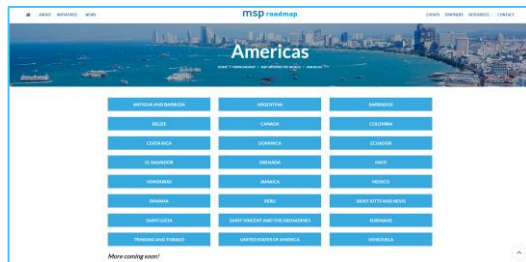 ABOUT INITIATIVES NEWS msp roadmap EVENTS PARTNERS RESOURCES CONTACT
Americas
ANTIGUA AND BARBUDA ARGENTINA BARBADOS
BELIZE CANADA COLOMBIA
COSTA RICA DOMINICA ECUADOR
EL SALVADOR GRENADA HAITI
HONDURAS JAMAICA MEXICO
PANAMA PERU SAINT KITTS AND NEVIS
SAINT LUCIA SAINT VINCENT AND THE GRENADINES SURINAME
TRINIDAD AND TOBAGO UNITED STATES OF AMERICA VENEZUELA
More coming soon!